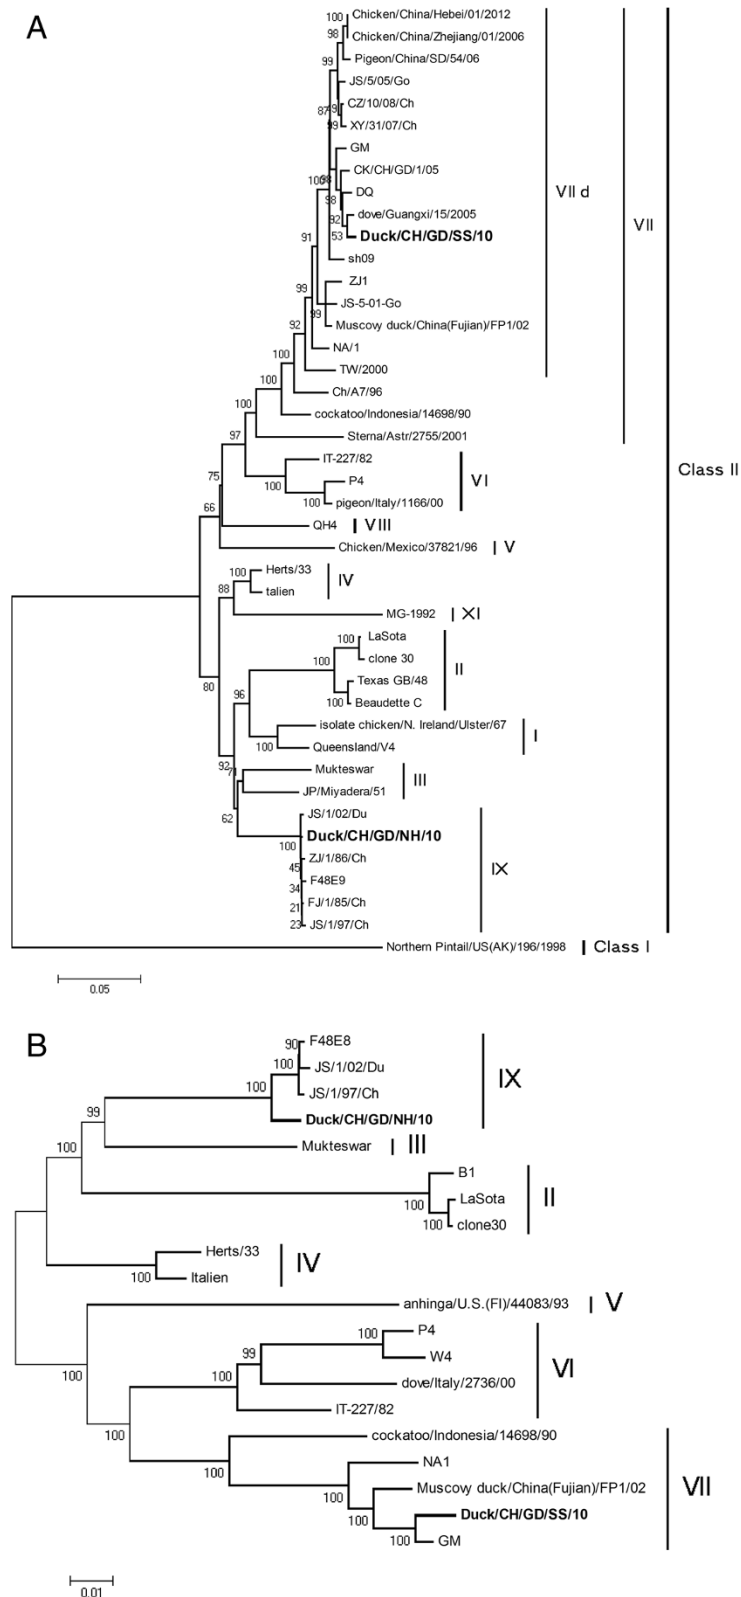 A
100
Chicken/China/Hebei/01/2012
98
Chicken/China/Zhejiang/01/2006
99
Pigeon/China/SD/54/06
JS/5/05/Go
CZ/10/08/Ch
87
99
XY/31/07/Ch
GM
CK/CH/GD/1/05
100
98
DQ
98
dove/Guangxi/15/2005
92
53
Duck/CH/GD/SS/10
VII d
VII
91
sh09
ZJ1
99
JS-5-01-Go
99
Muscovy duck/China(Fujian)/FP1/02
92
NA/1
100
TW/2000
100
Ch/A7/96
100
cockatoo/Indonesia/14698/90
97
Sterna/Astr/2755/2001
Class II
IT-227/82
75
100
P4
VI
100
pigeon/Italy/1166/00
66
QH4
VIII
Chicken/Mexico/37821/96
V
100
Herts/33
IV
88
talien
MG-1992
XI
100
LaSota
100
clone 30
II
80
Texas GB/48
96
100
Beaudette C
isolate chicken/N. Ireland/Ulster/67
I
100
Queensland/V4
92
71
Mukteswar
III
JP/Miyadera/51
62
JS/1/02/Du
100
Duck/CH/GD/NH/10
45
ZJ/1/86/Ch
IX
34
F48E9
21
FJ/1/85/Ch
23
JS/1/97/Ch
Northern Pintail/US(AK)/196/1998
Class I
0.05
B
90
F48E8
100
JS/1/02/Du
IX
100
JS/1/97/Ch
99
Duck/CH/GD/NH/10
100
Mukteswar
III
B1
100
LaSota
II
100
clone30
Herts/33
IV
100
Italien
anhinga/U.S.(Fl)/44083/93
V
100
100
P4
99
W4
VI
dove/Italy/2736/00
100
IT-227/82
100
cockatoo/Indonesia/14698/90
100
NA1
100
Muscovy duck/China(Fujian)/FP1/02
VII
100
Duck/CH/GD/SS/10
100
GM
0.01